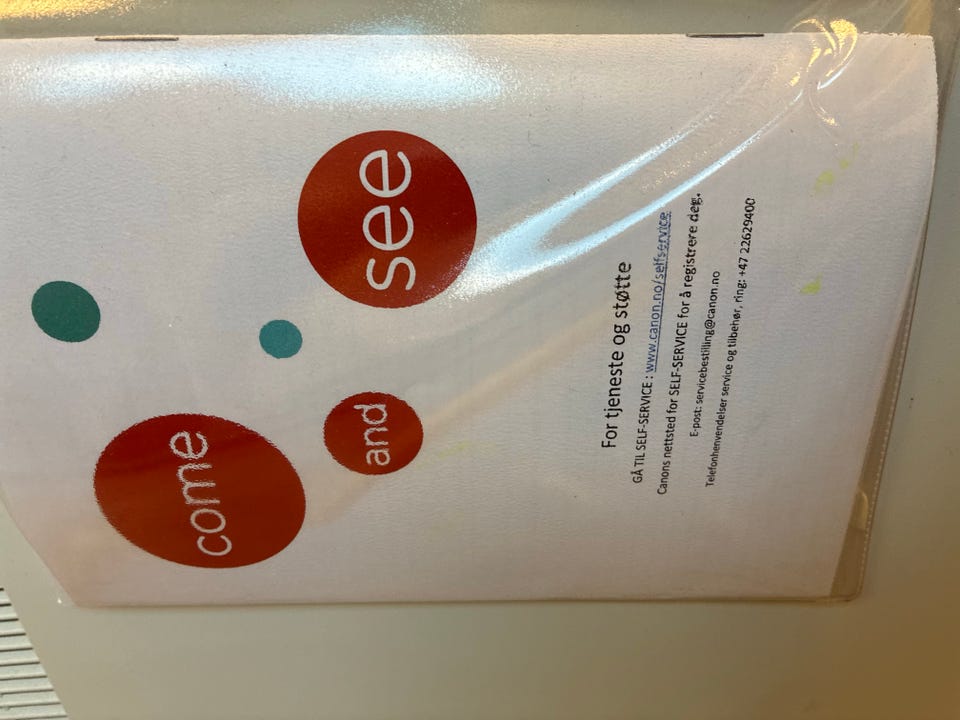 come
and
see
For tjeneste og støtte
GÅ TIL SELF-SERVICE : www.canon.no/selfservice
Canons nettsted for SELF-SERVICE for å registrere deg.
E-post: servicebestilling@canon.no
Telefonhenvendelser service og tilbehør, ring: +47 22629400